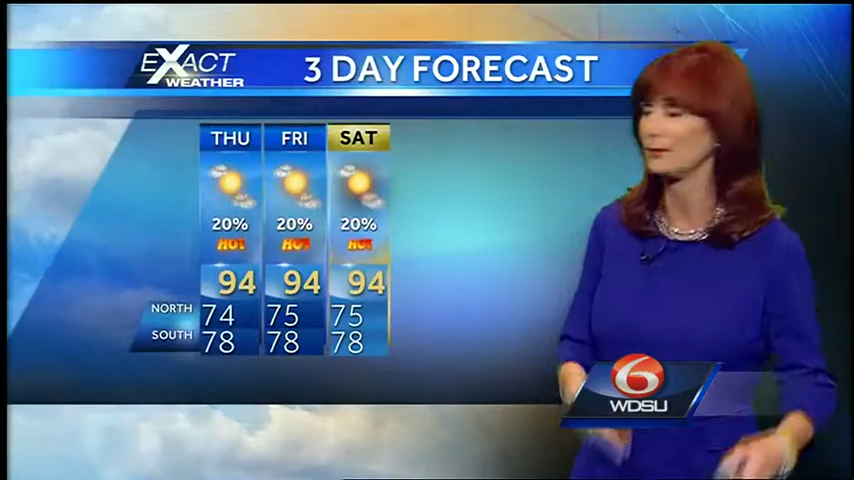 EXACT
WEATHER
3 DAY FORECAST
THU FRI SAT
20% 20% 20%
HOT HOT HOT
94 94 94
NORTH 74 75 75
SOUTH 78 78 78
6
WDSU